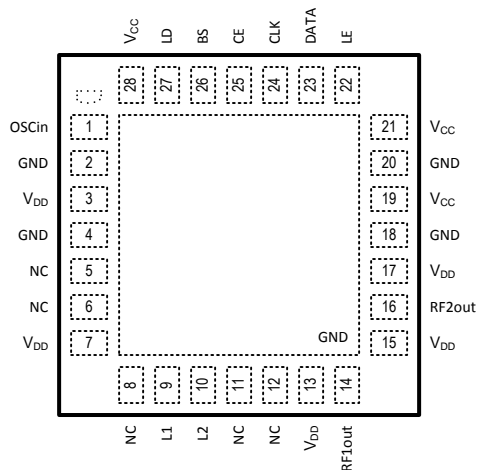 VCC LD BS CE CLK DATA LE
28 27 26 25 24 23 22
OSCin 1 21 VCC
GND 2 20 GND
VDD 3 19 VCC
GND 4 18 GND
NC 5 17 VDD
NC 6 16 RF2out
VDD 7 GND 15 VDD
8 9 10 11 12 13 14
NC L1 L2 NC NC VDD RF1out